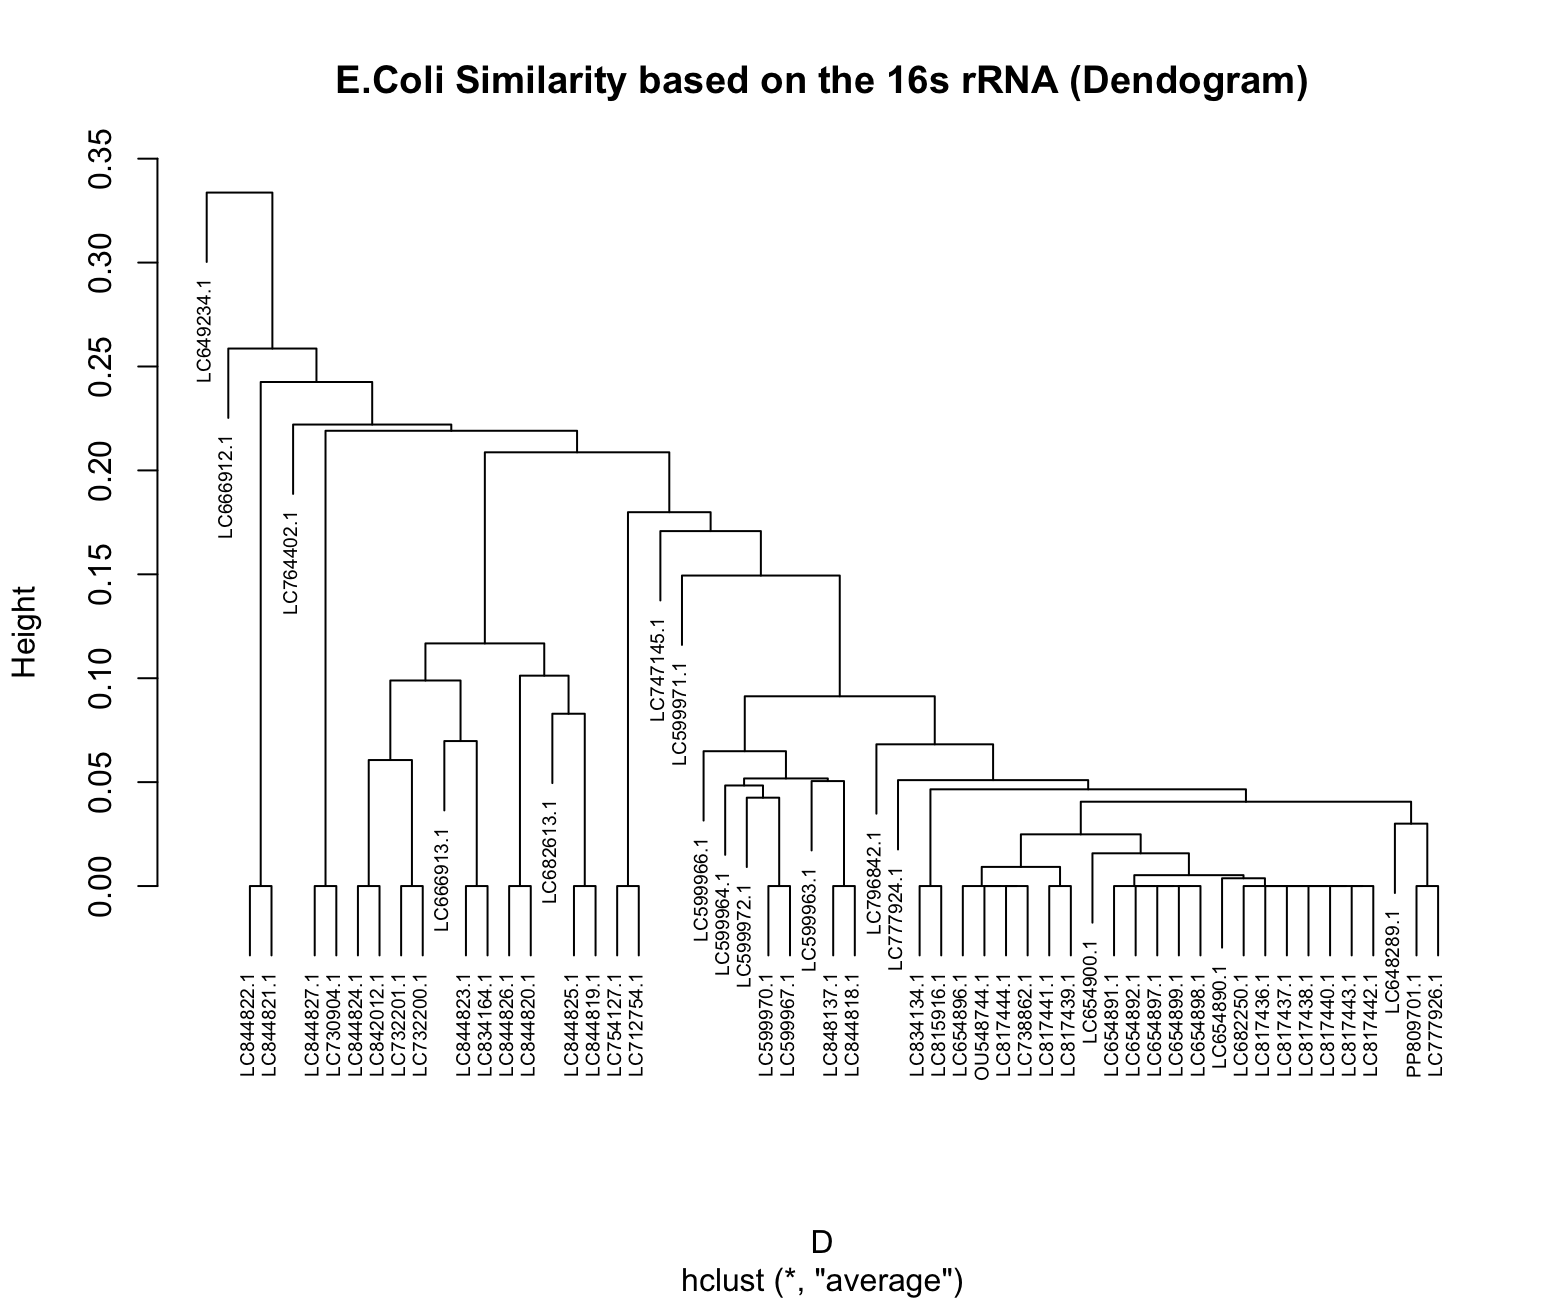 E.Coli Similarity based on the 16s rRNA (Dendogram)
0.35
0.30
0.25
0.20
0.15
0.10
0.05
0.00
Height
LC649234.1
LC666912.1
LC844822.1
LC844821.1
LC764402.1
LC844827.1
LC730904.1
LC844824.1
LC842012.1
LC732201.1
LC732200.1
LC666913.1
LC844823.1
LC834164.1
LC844826.1
LC844820.1
LC682613.1
LC844825.1
LC844819.1
LC754127.1
LC712754.1
LC747145.1
LC599971.1
LC599966.1
LC599964.1
LC599972.1
LC599970.1
LC599967.1
LC599963.1
LC848137.1
LC844818.1
LC796842.1
LC777924.1
LC834134.1
LC815916.1
LC654896.1
OU548744.1
LC817444.1
LC738862.1
LC817441.1
LC817439.1
LC654900.1
LC654891.1
LC654892.1
LC654897.1
LC654899.1
LC654898.1
LC654890.1
LC682250.1
LC817436.1
LC817437.1
LC817438.1
LC817440.1
LC817443.1
LC817442.1
LC648289.1
PP809701.1
LC777926.1
D
hclust (*, "average")